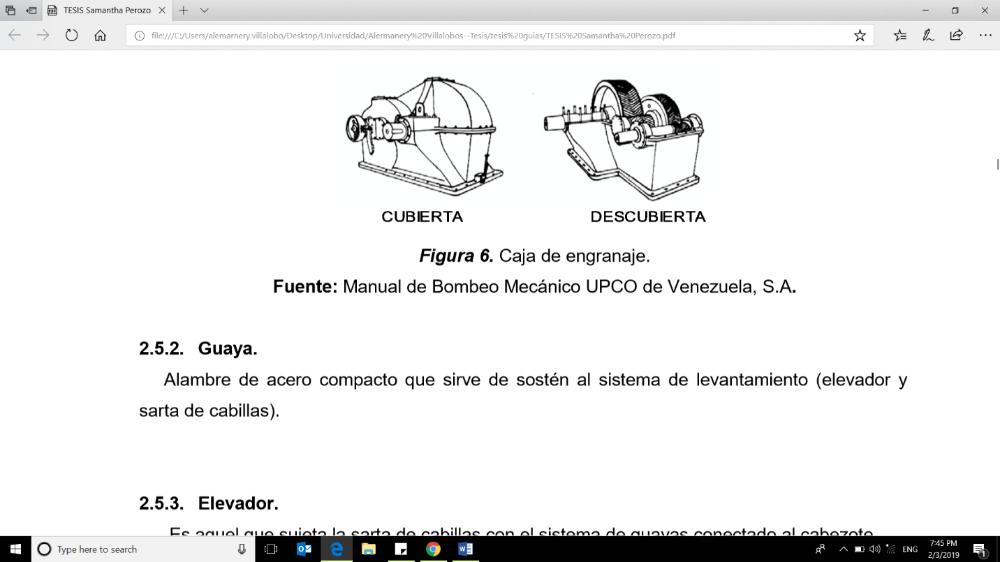 TESIS Samantha Perozo
file:///C:/Users/alemarnery.villalobo/Desktop/Universidad/Alermanery%20Villalobos--Tesis/tesis%20guias/TESIS%20Samantha%20Perozo.pdf
CUBIERTA DESCUBIERTA
Figura 6. Caja de engranaje.
Fuente: Manual de Bombeo Mecánico UPCO de Venezuela, S.A.
2.5.2. Guaya.
Alambre de acero compacto que sirve de sostén al sistema de levantamiento (elevador y
sarta de cabillas).
2.5.3. Elevador.
Es aquel que sujeta la sarta de cabillas con el sistema de guayas conectado al cabezote
Type here to search
ENG
7:45 PM
2/3/2019
1